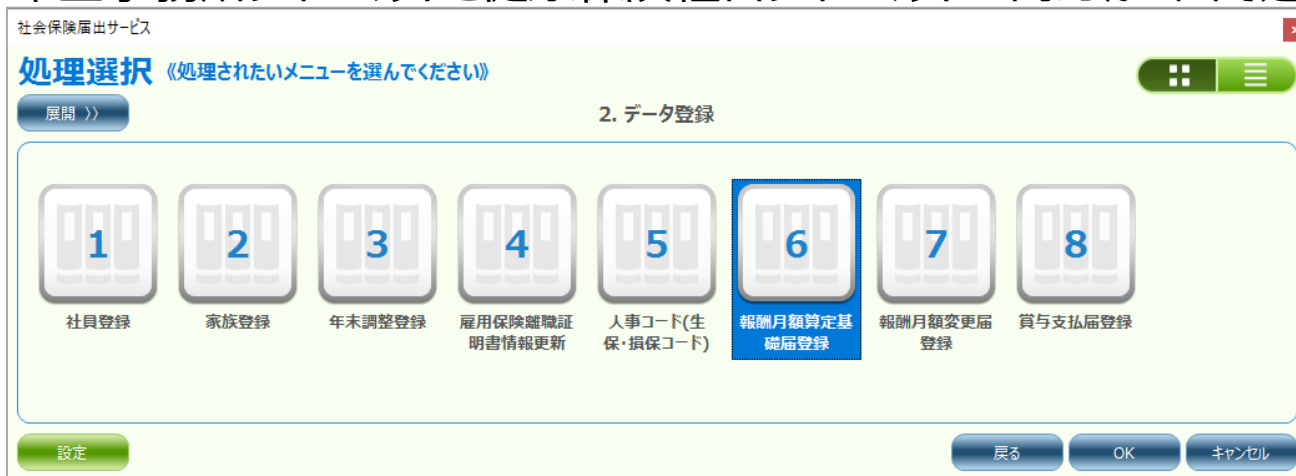 社会保険届出サービス
処理選択 《処理されたいメニューを選んでください》
展開 》
2. データ登録
1
2
3
4
5
6
7
8
社員登録
家族登録
年末調整登録
雇用保険離職証
明書情報更新
人事コード(生
保・損保コード)
報酬月額算定基
礎届登録
報酬月額変更届
登録
賞与支払届登録
設定
戻る
OK
キャンセル